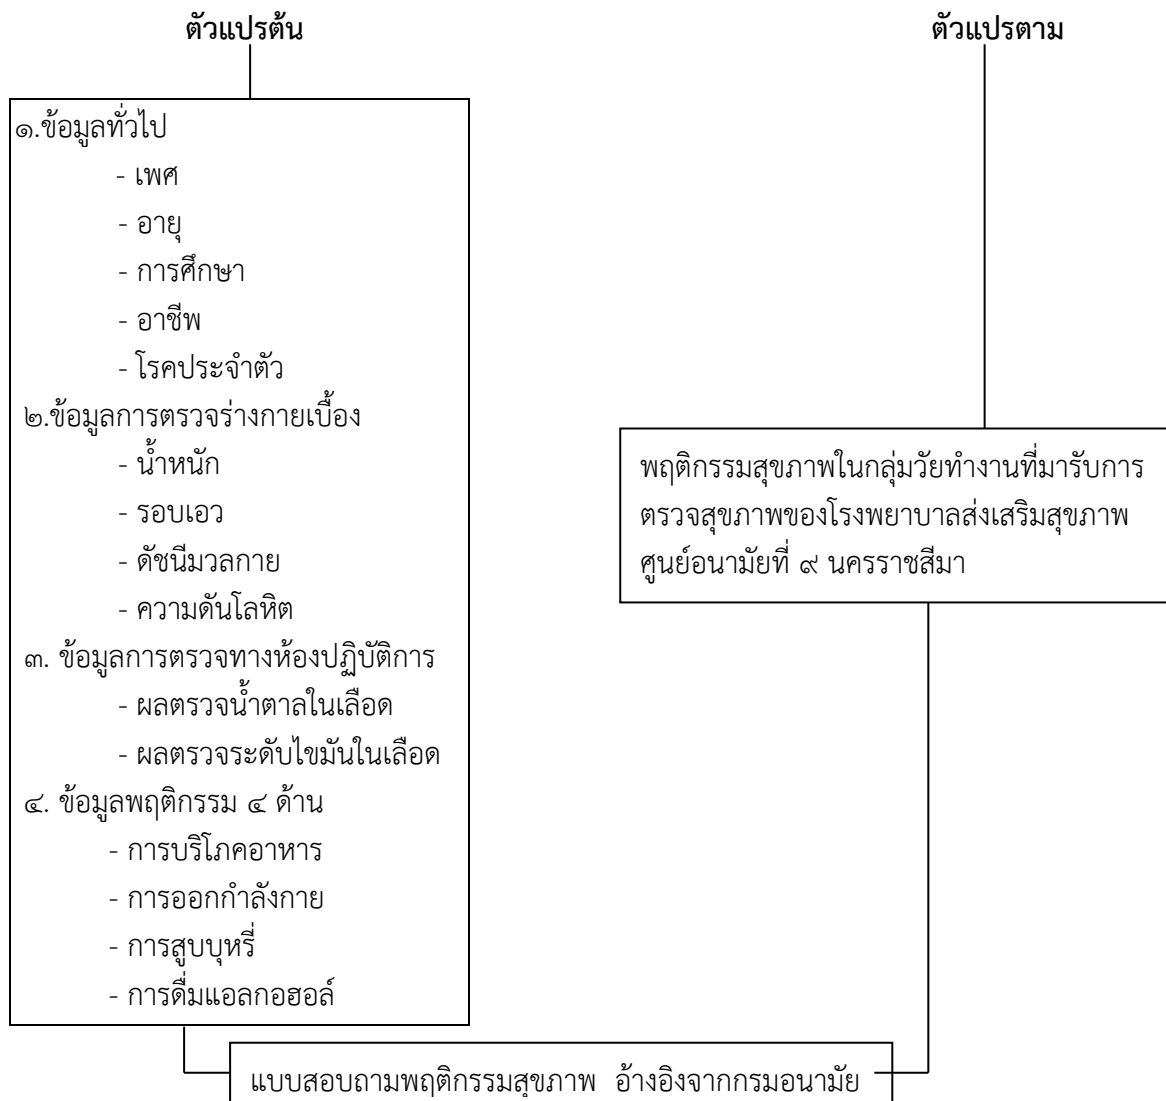 ตัวแปรต้น
ตัวแปรตาม
๑.ข้อมูลทั่วไป
- เพศ
- อายุ
- การศึกษา
- อาชีพ
- โรคประจำตัว
๒.ข้อมูลการตรวจร่างกายเบื้อง
- น้ำหนัก
- รอบเอว
- ดัชนีมวลกาย
- ความดันโลหิต
๓. ข้อมูลการตรวจทางห้องปฏิบัติการ
- ผลตรวจน้ำตาลในเลือด
- ผลตรวจระดับไขมันในเลือด
๔. ข้อมูลพฤติกรรม ๔ ด้าน
- การบริโภคอาหาร
- การออกกำลังกาย
- การสูบบุหรี่
- การดื่มแอลกอฮอล์
พฤติกรรมสุขภาพในกลุ่มวัยทำงานที่มารับการ
ตรวจสุขภาพของโรงพยาบาลส่งเสริมสุขภาพ
ศูนย์อนามัยที่ ๙ นครราชสีมา
แบบสอบถามพฤติกรรมสุขภาพ อ้างอิงจากกรมอนามัย